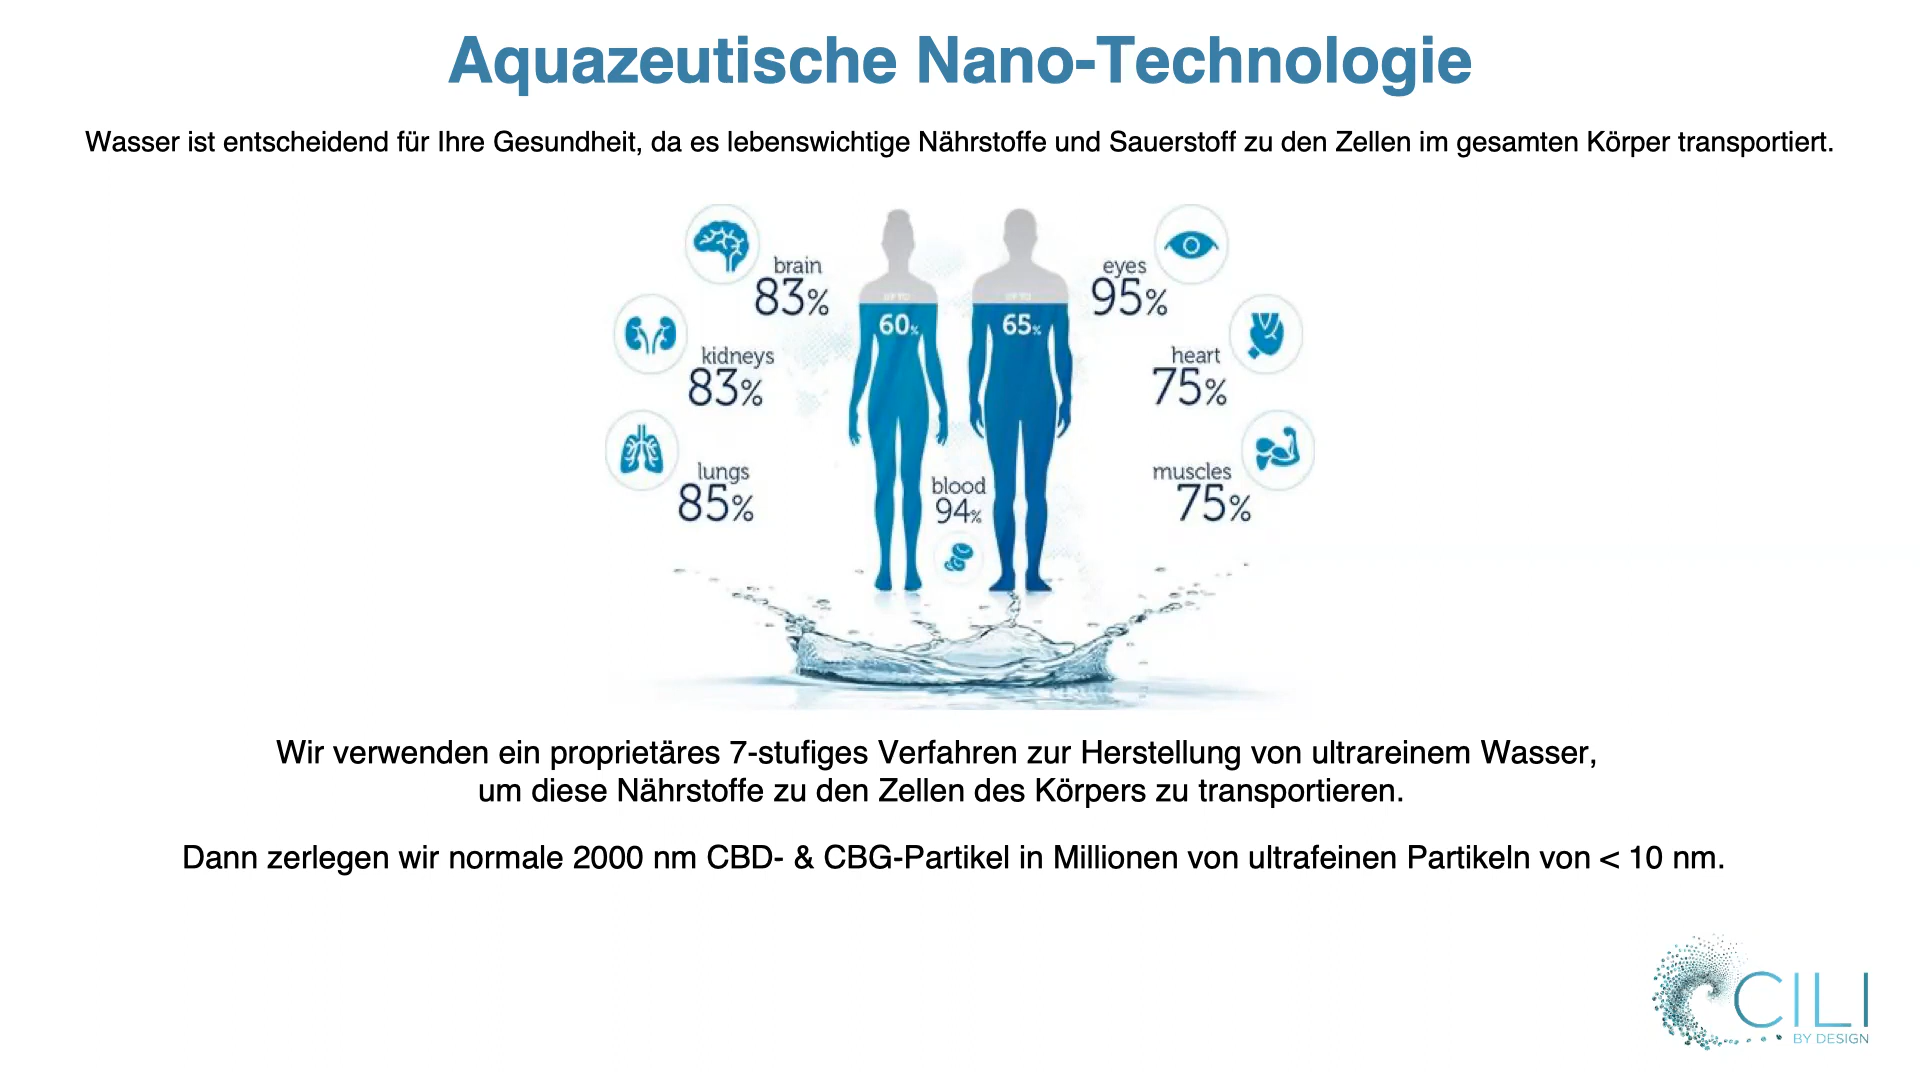 Aquazeutische Nano-Technologie
Wasser ist entscheidend für Ihre Gesundheit, da es lebenswichtige Nährstoffe und Sauerstoff zu den Zellen im gesamten Körper transportiert.
brain
83%
kidneys
83%
lungs
85%
UP TO
60%
UP TO
65%
blood
94%
eyes
95%
heart
75%
muscles
75%
Wir verwenden ein proprietäres 7-stufiges Verfahren zur Herstellung von ultrareinem Wasser,
um diese Nährstoffe zu den Zellen des Körpers zu transportieren.
Dann zerlegen wir normale 2000 nm CBD- & CBG-Partikel in Millionen von ultrafeinen Partikeln von < 10 nm.
CILI
BY DESIGN